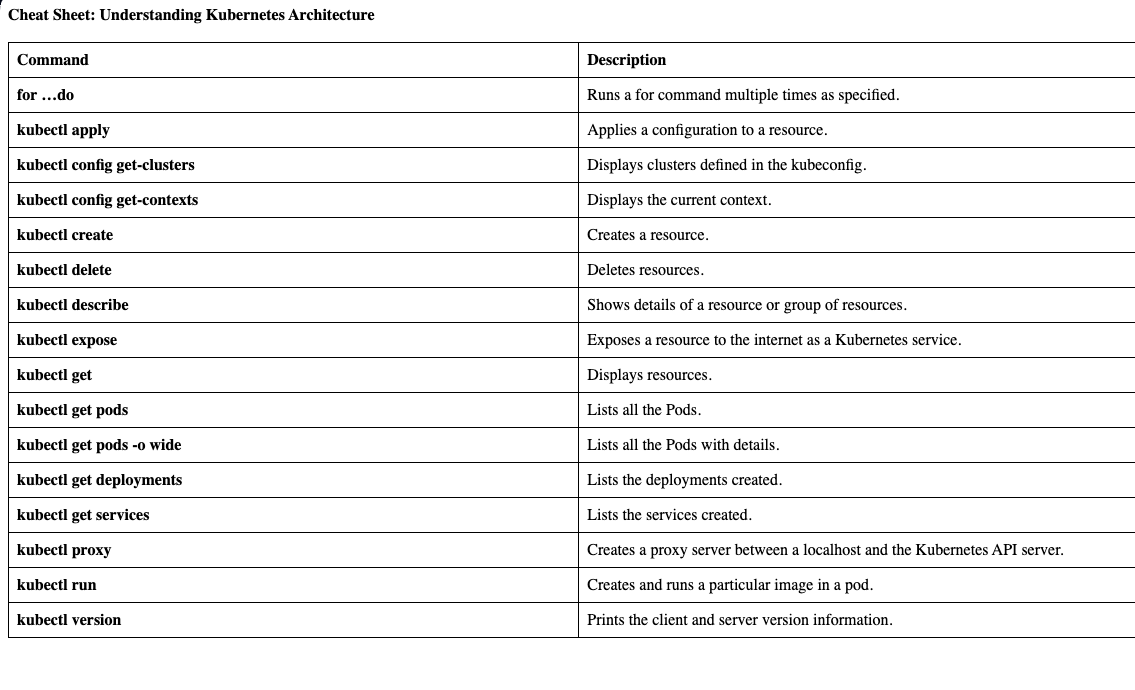 Cheat Sheet: Understanding Kubernetes Architecture
Command Description
for …do Runs a for command multiple times as specified.
kubectl apply Applies a configuration to a resource.
kubectl config get-clusters Displays clusters defined in the kubeconfig.
kubectl config get-contexts Displays the current context.
kubectl create Creates a resource.
kubectl delete Deletes resources.
kubectl describe Shows details of a resource or group of resources.
kubectl expose Exposes a resource to the internet as a Kubernetes service.
kubectl get Displays resources.
kubectl get pods Lists all the Pods.
kubectl get pods -o wide Lists all the Pods with details.
kubectl get deployments Lists the deployments created.
kubectl get services Lists the services created.
kubectl proxy Creates a proxy server between a localhost and the Kubernetes API server.
kubectl run Creates and runs a particular image in a pod.
kubectl version Prints the client and server version information.